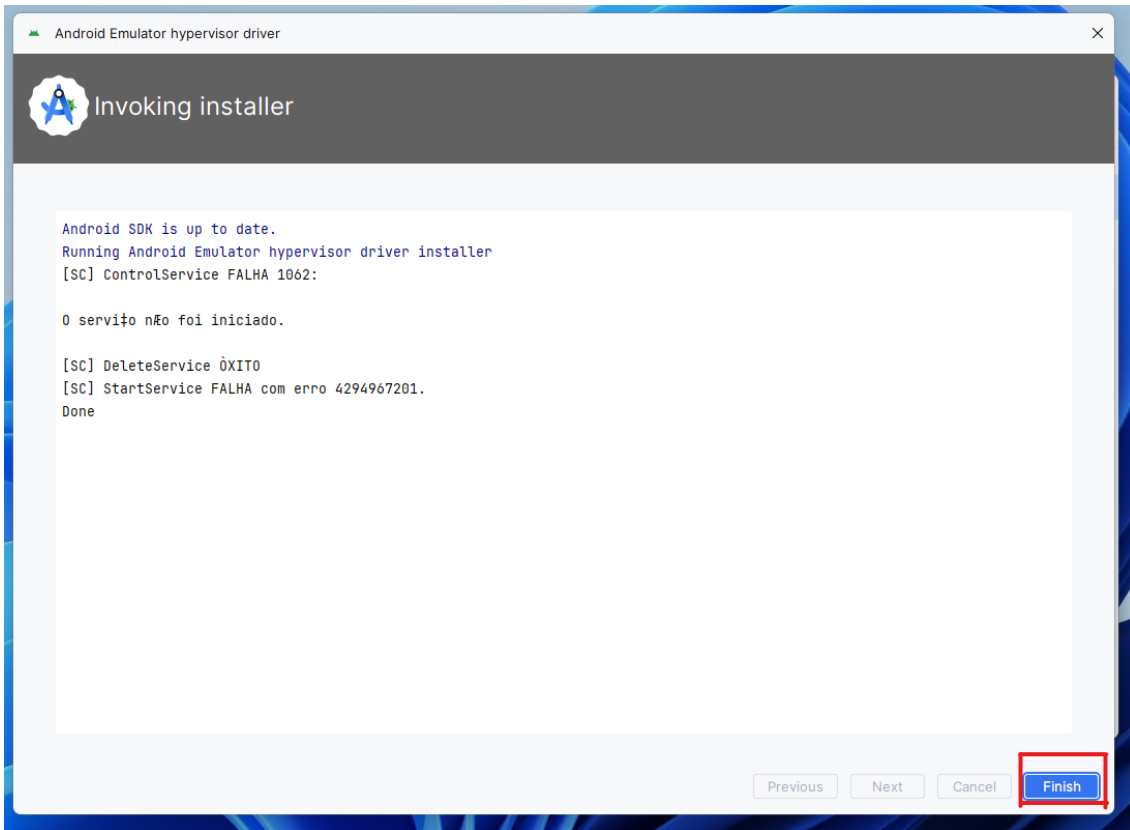 Android Emulator hypervisor driver
Invoking installer
Android SDK is up to date.
Running Android Emulator hypervisor driver installer
[SC] ControlService FALHA 1062:
O servi‡o nÆo foi iniciado.
[SC] DeleteService ÒXITO
[SC] StartService FALHA com erro 4294967201.
Done
Previous Next Cancel Finish